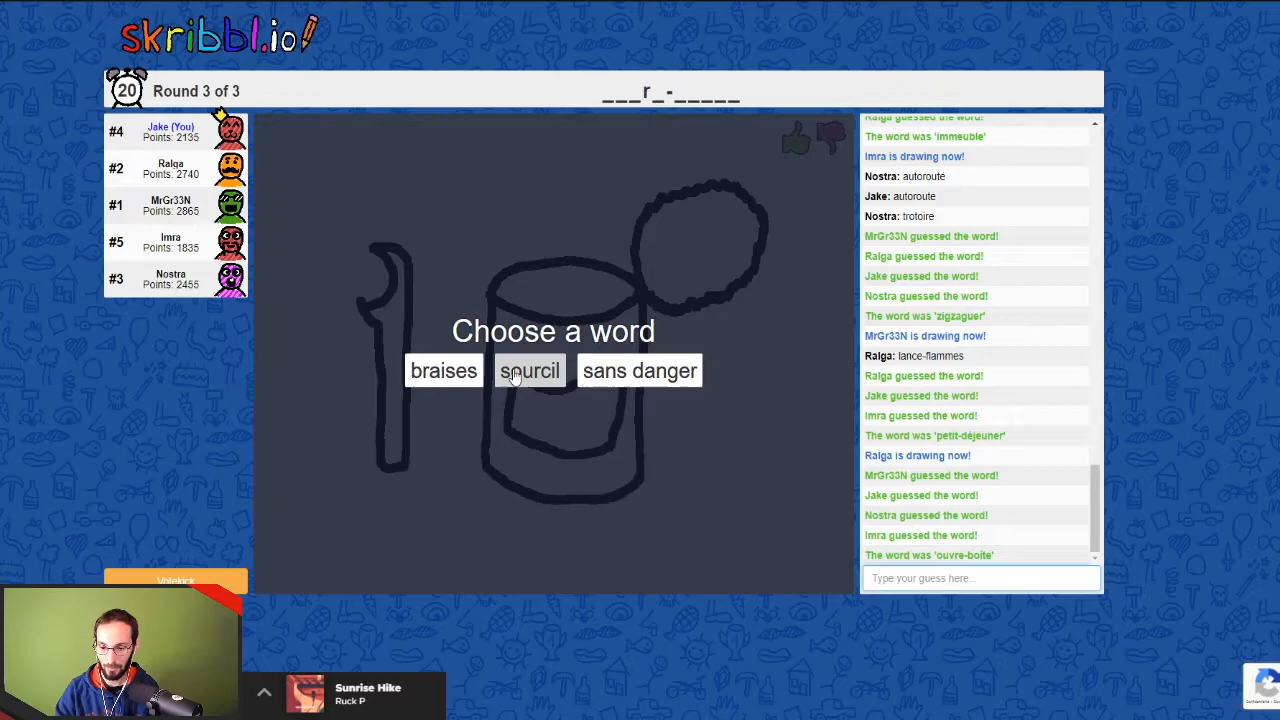 skribbl.io
20
Round 3 of 3
___r_-_____
#4
Jake (You)
Points: 2135
#2
Ralga
Points: 2740
#1
MrGr33N
Points: 2865
#5
Imra
Points: 1835
#3
Nostra
Choose a word
braises
sourcil
sans danger
Ralga guessed the word!
The word was 'immeuble'
Imra is drawing now!
Nostra: autoroute
Jake: autoroute
Nostra: trotoire
MrGr33N guessed the word!
Ralga guessed the word!
Jake guessed the word!
Nostra guessed the word!
The word was 'zigzaguer'
MrGr33N is drawing now!
Ralga: lance-flammes
Ralga guessed the word!
Jake guessed the word!
Imra guessed the word!
The word was 'petit-déjeuner'
Ralga is drawing now!
MrGr33N guessed the word!
Jake guessed the word!
Nostra guessed the word!
Imra guessed the word!
The word was 'ouvre-boîte'
Type your guess here...
Votekick
Sunrise Hike
Ruck P